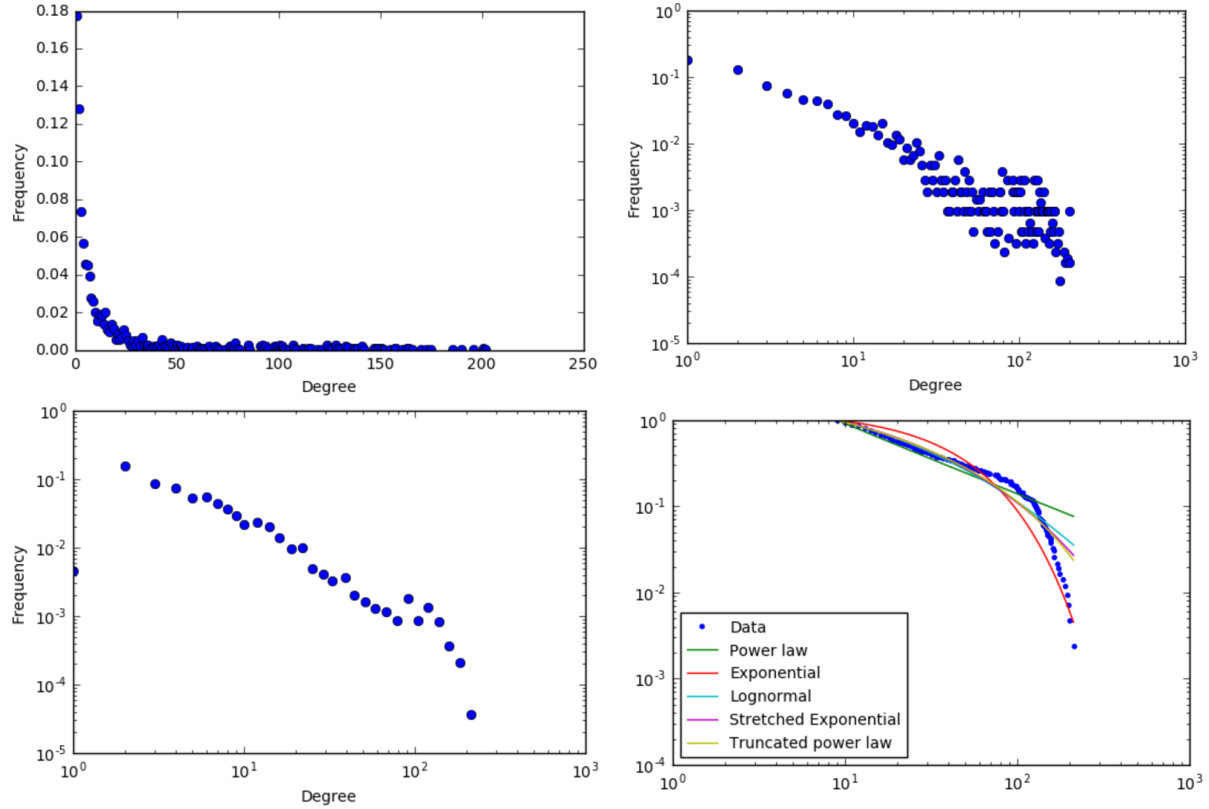 0.18
0.16
0.14
0.12
0.10
0.08
0.06
0.04
0.02
0.00
0 50 100 150 200 250
Frequency
Degree
10^0
10^-1
10^-2
10^-3
10^-4
10^-5
10^0 10^1 10^2 10^3
Frequency
Degree
10^0
10^-1
10^-2
10^-3
10^-4
10^-5
10^0 10^1 10^2 10^3
Frequency
Degree
10^0
10^-1
10^-2
10^-3
10^-4
10^0 10^1 10^2 10^3
Data
Power law
Exponential
Lognormal
Stretched Exponential
Truncated power law